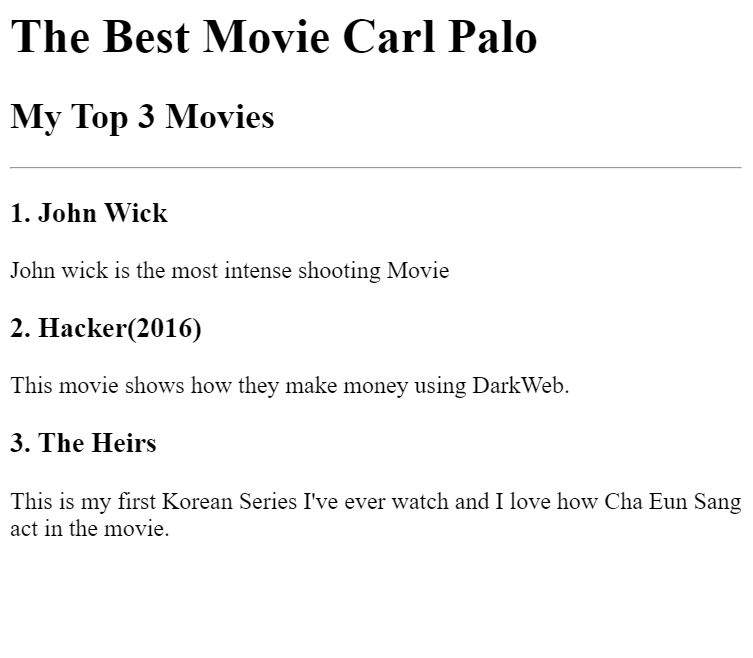 The Best Movie Carl Palo
My Top 3 Movies
1. John Wick
John wick is the most intense shooting Movie
2. Hacker(2016)
This movie shows how they make money using DarkWeb.
3. The Heirs
This is my first Korean Series I've ever watch and I love how Cha Eun Sang
act in the movie.